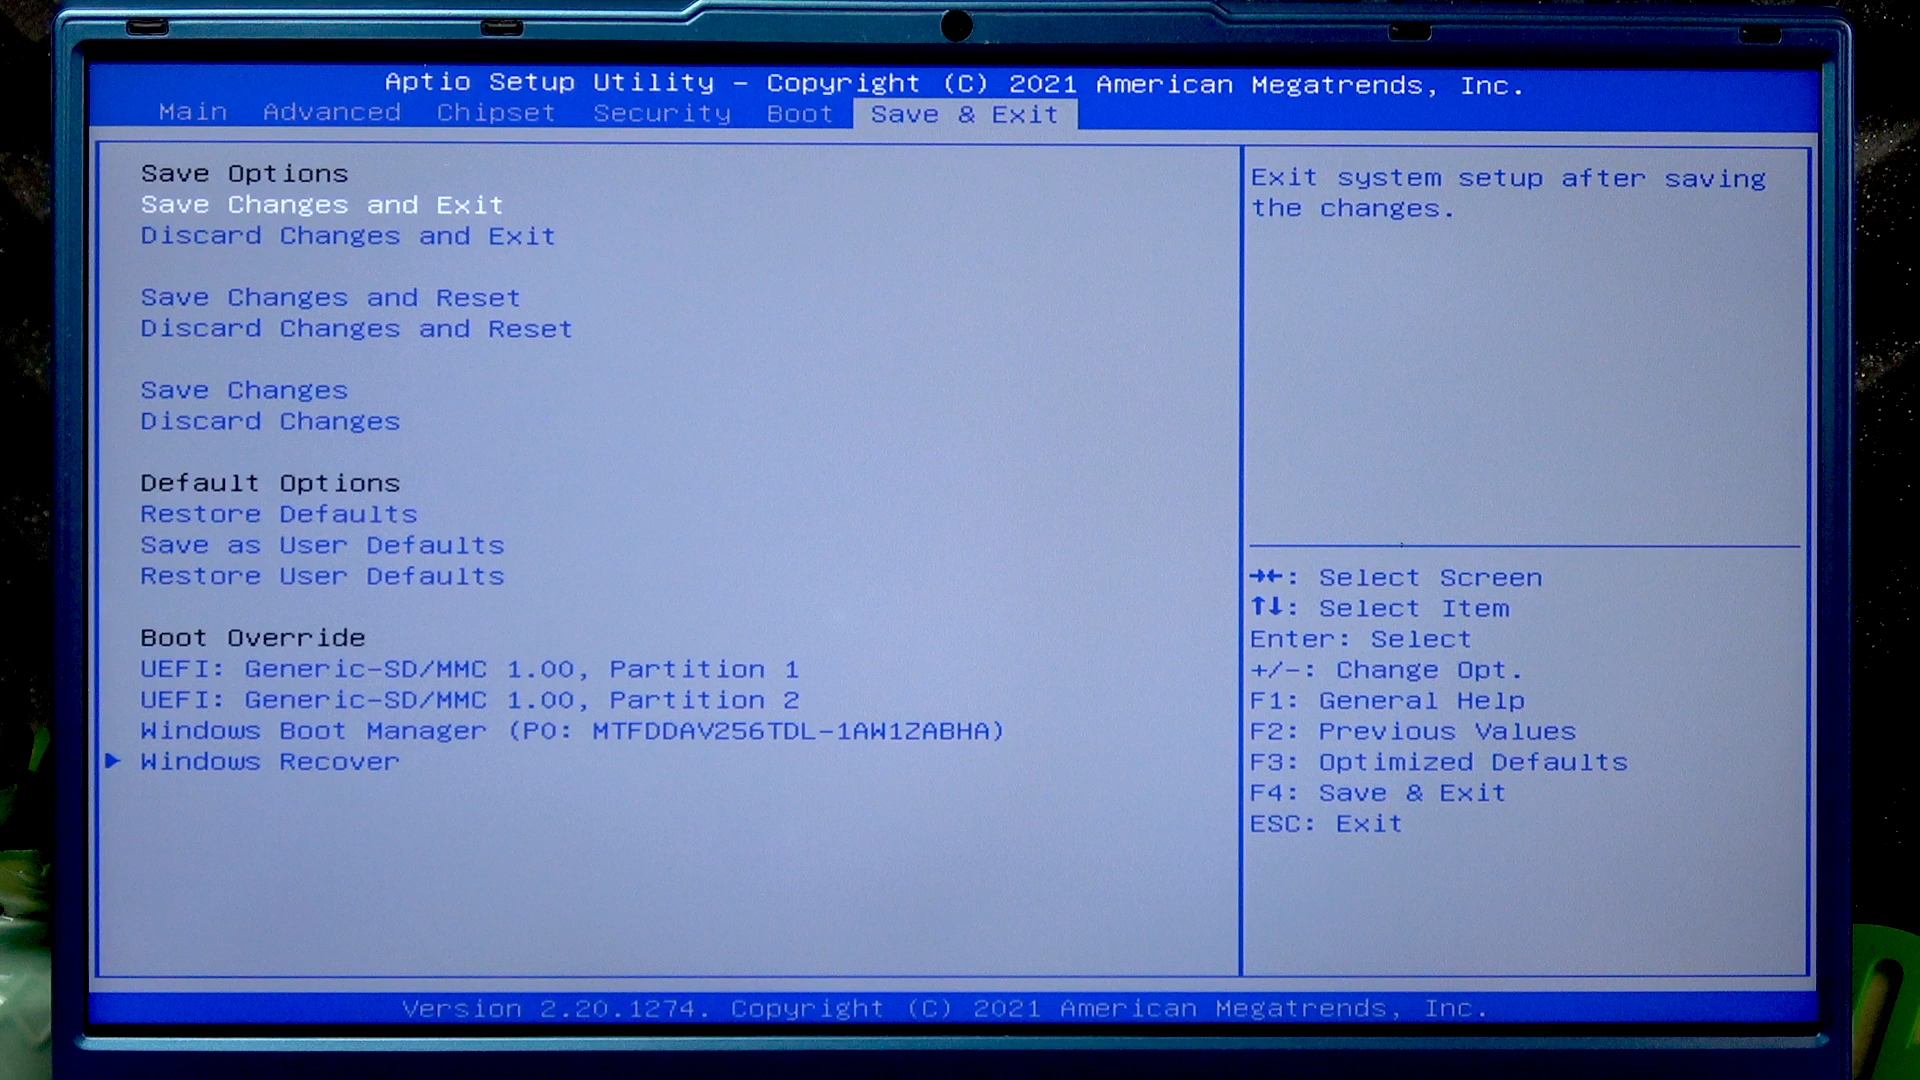 Aptio Setup Utility – Copyright (C) 2021 American Megatrends, Inc.
Main Advanced Chipset Security Boot Save & Exit
Save Options
Save Changes and Exit
Discard Changes and Exit
Save Changes and Reset
Discard Changes and Reset
Save Changes
Discard Changes
Default Options
Restore Defaults
Save as User Defaults
Restore User Defaults
Boot Override
UEFI: Generic-SD/MMC 1.00, Partition 1
UEFI: Generic-SD/MMC 1.00, Partition 2
Windows Boot Manager (P0: MTFDDAV256TDL-1AW1ZABHA)
▶ Windows Recover
Exit system setup after saving
the changes.
→←: Select Screen
↑↓: Select Item
Enter: Select
+/-: Change Opt.
F1: General Help
F2: Previous Values
F3: Optimized Defaults
F4: Save & Exit
ESC: Exit
Version 2.20.1274. Copyright (C) 2021 American Megatrends, Inc.